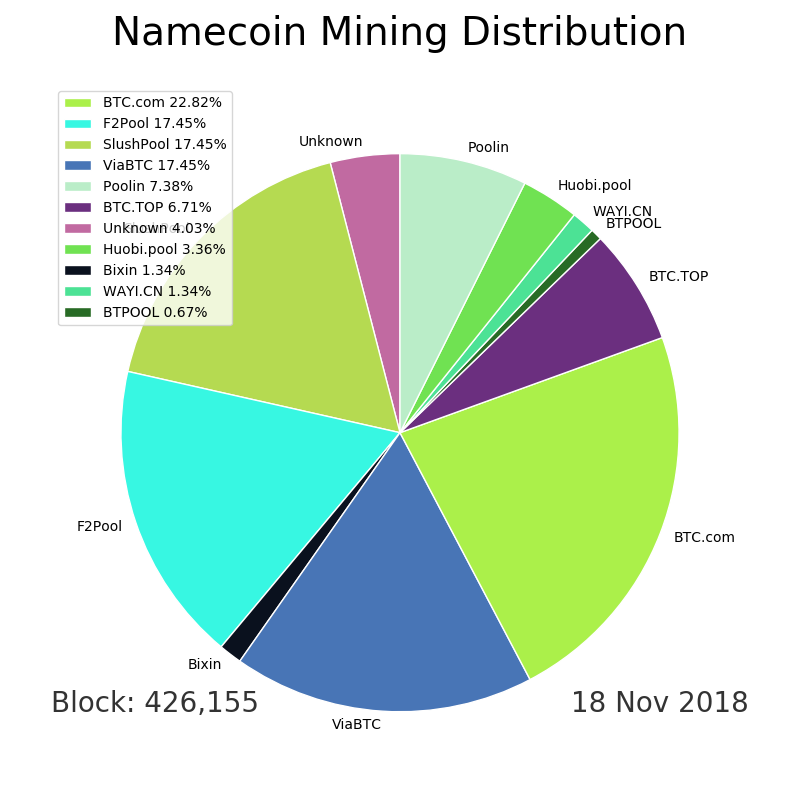 Namecoin Mining Distribution
BTC.com 22.82%
F2Pool 17.45%
SlushPool 17.45%
ViaBTC 17.45%
Poolin 7.38%
BTC.TOP 6.71%
Unknown 4.03%
Huobi.pool 3.36%
Bixin 1.34%
WAYI.CN 1.34%
BTPOOL 0.67%
Unknown
Poolin
Huobi.pool
WAYI.CN
BTPOOL
BTC.TOP
BTC.com
F2Pool
Bixin
ViaBTC
Block: 426,155
18 Nov 2018